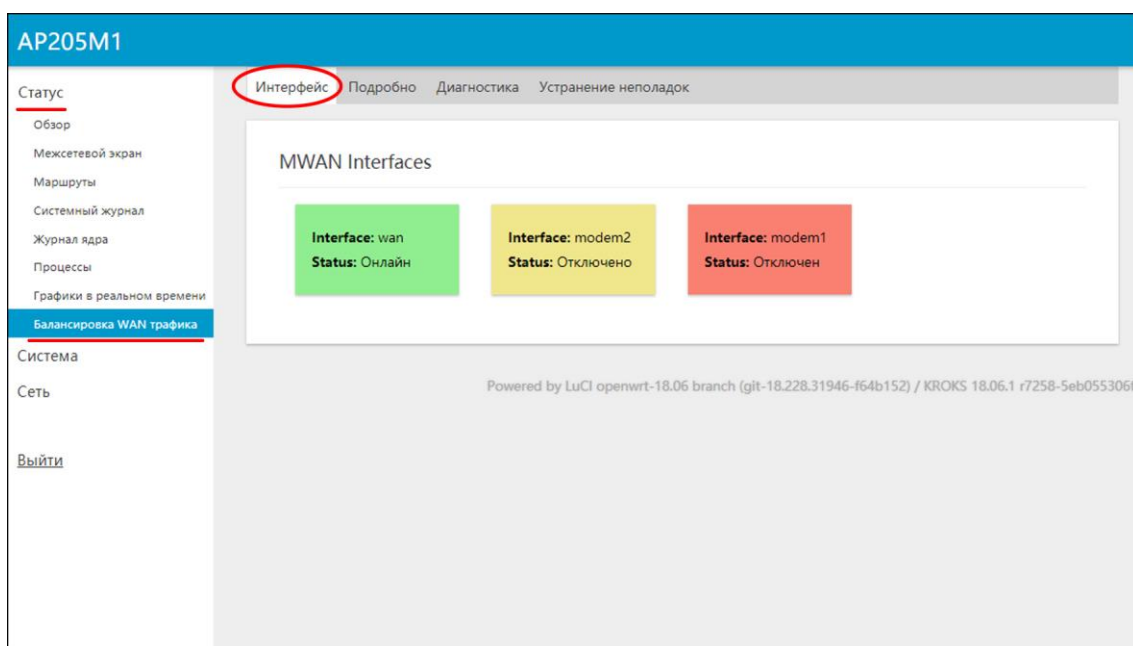 AP205M1
Статус
Обзор
Межсетевой экран
Маршруты
Системный журнал
Журнал ядра
Процессы
Графики в реальном времени
Балансировка WAN трафика
Система
Сеть
Выйти
Интерфейс Подробно Диагностика Устранение неполадок
MWAN Interfaces
Interface: wan
Status: Онлайн
Interface: modem2
Status: Отключено
Interface: modem1
Status: Отключен
Powered by LuCI openwrt-18.06 branch (git-18.228.31946-f64b152) / KROKS 18.06.1 r7258-5eb055306